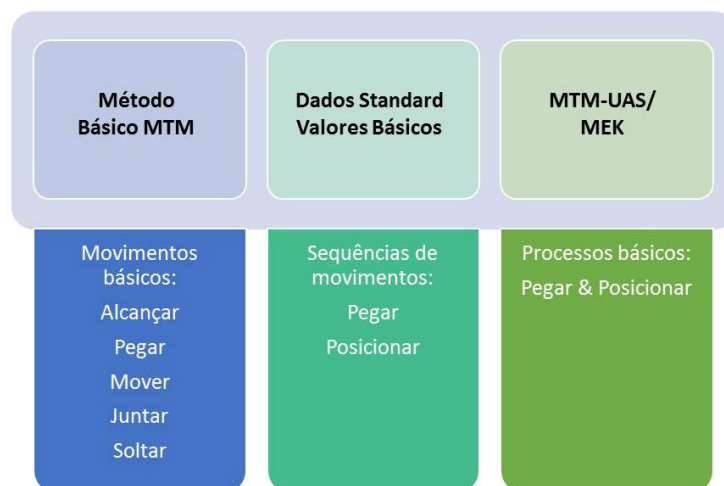 Método
Básico MTM
Dados Standard
Valores Básicos
MTM-UAS/
MEK
Movimentos
básicos:
Alcançar
Pegar
Mover
Juntar
Soltar
Sequências de
movimentos:
Pegar
Posicionar
Processos básicos:
Pegar & Posicionar